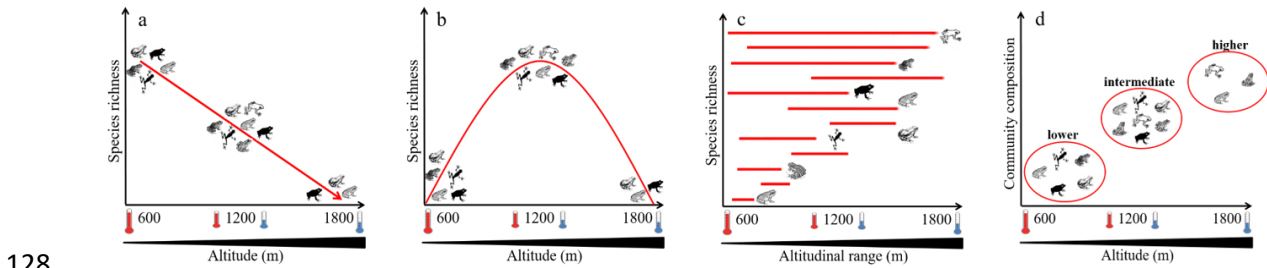 a
Species richness
600 1200 1800
Altitude (m)
b
Species richness
600 1200 1800
Altitude (m)
c
Species richness
600 1200 1800
Altitudinal range (m)
d
Community composition
higher
intermediate
lower
600 1200 1800
Altitude (m)
128